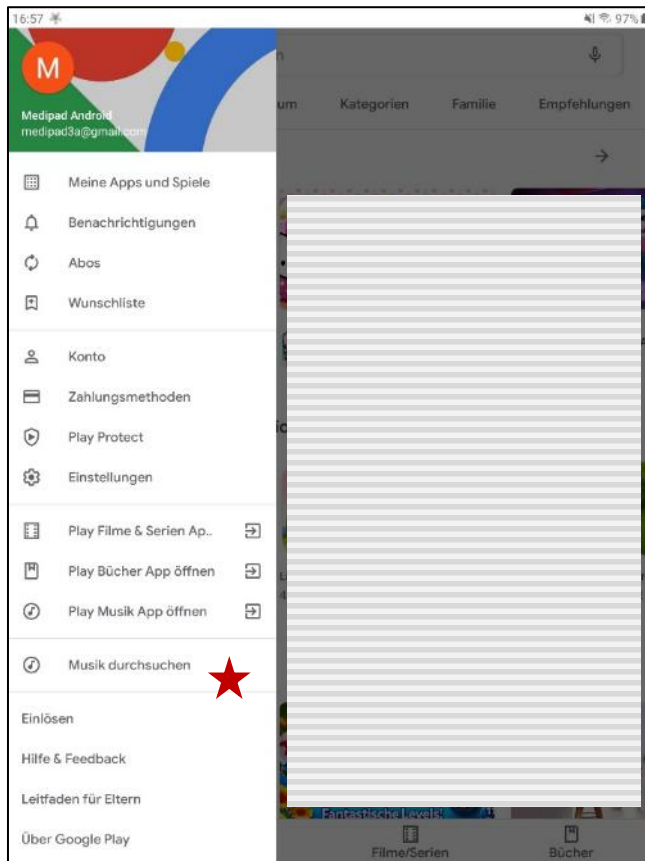 16:57
97%
M
Medipad Android
medipad3a@gmail.com
um Kategorien Familie Empfehlungen
Meine Apps und Spiele
Benachrichtigungen
Abos
Wunschliste
Konto
Zahlungsmethoden
Play Protect
Einstellungen
Play Filme & Serien Ap..
Play Bücher App öffnen
Play Musik App öffnen
Musik durchsuchen
Einlösen
Hilfe & Feedback
Leitfaden für Eltern
Über Google Play
Fantastische Levels!
Filme/Serien
Bücher